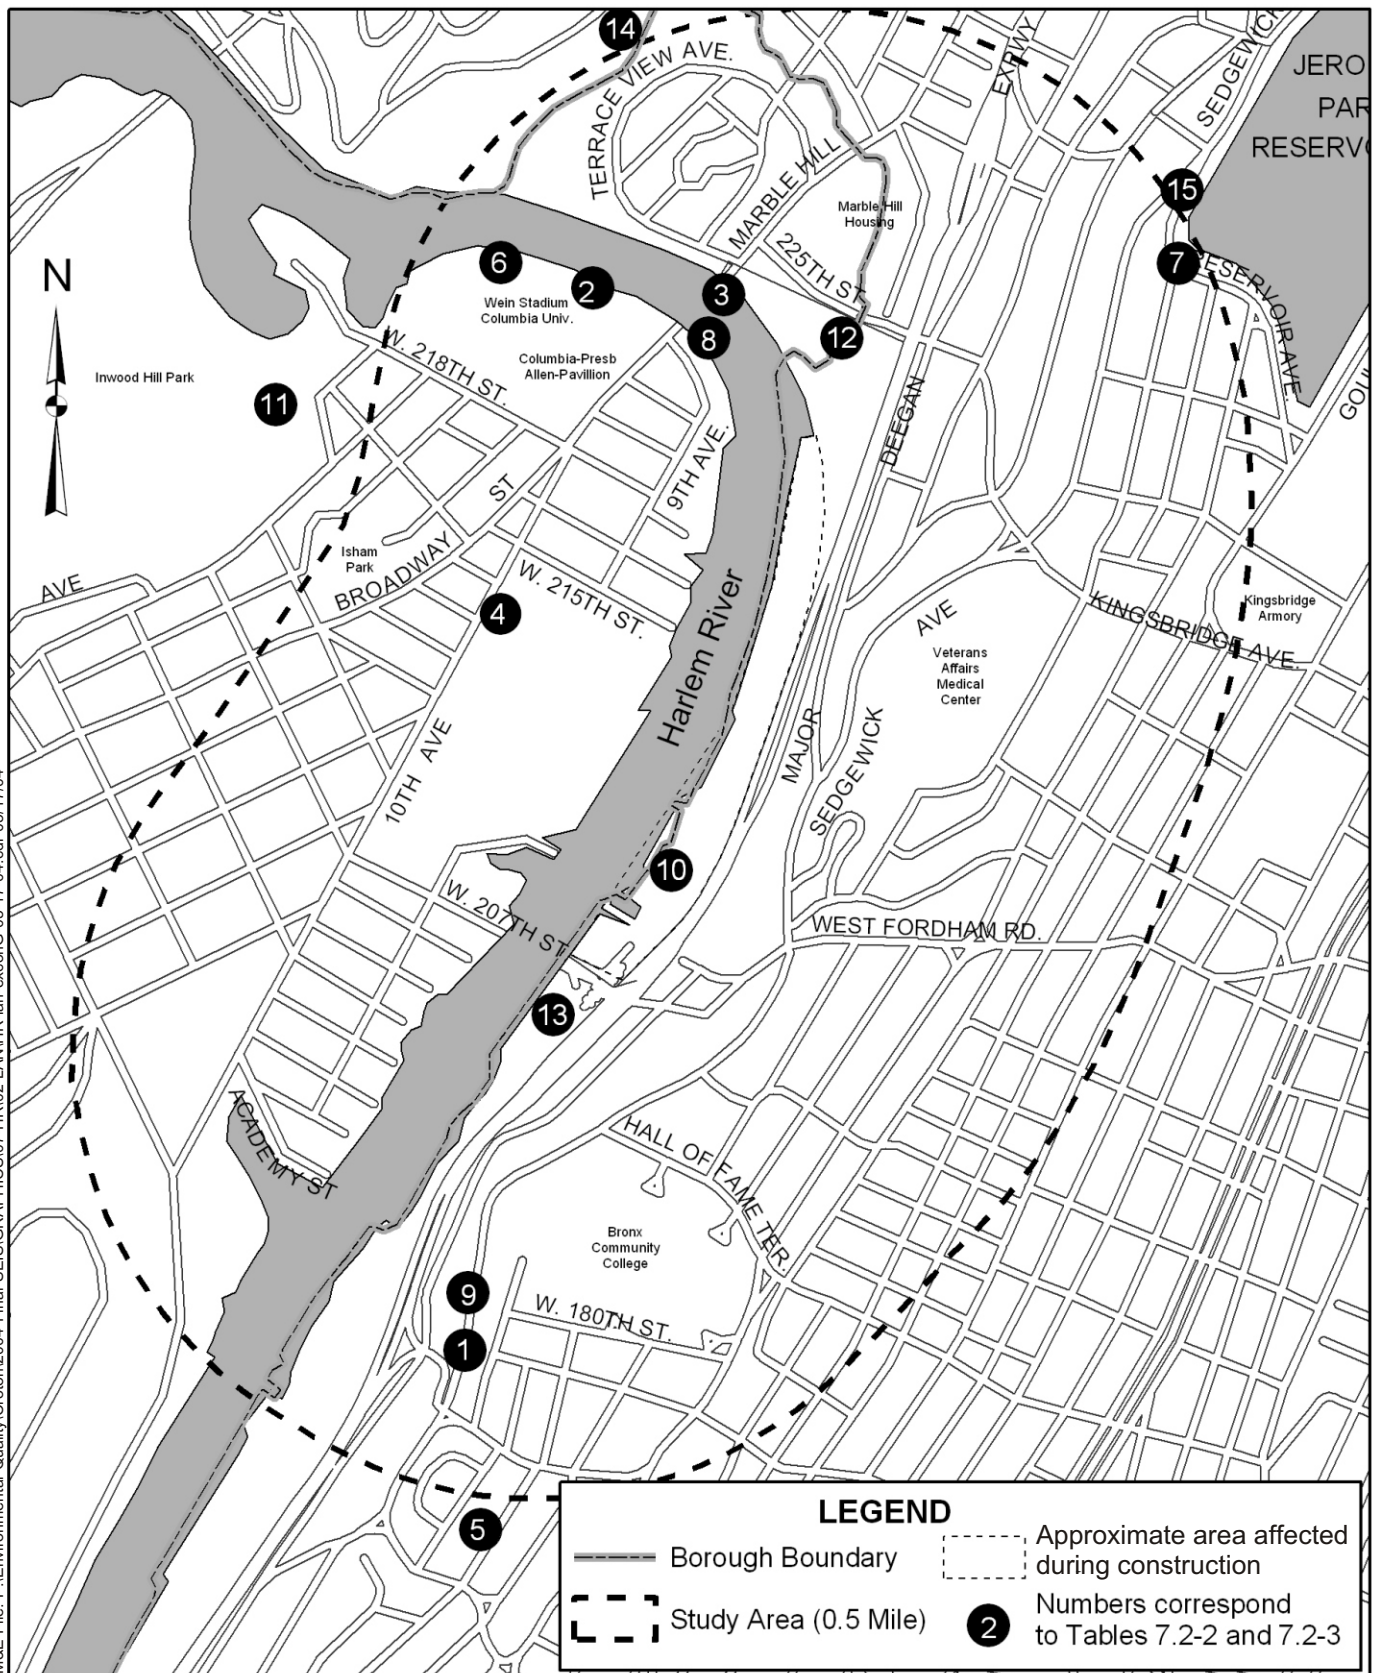 14
TERRACE VIEW AVE.
EXRWY
SEDGEWICK
JERO
PAR
RESERVO
MARBLE HILL
Marble Hill
Housing
15
225TH ST.
7
RESERVOIR AVE.
N
6
2
3
Wein Stadium
Columbia Univ.
8
12
W. 218TH ST.
Columbia-Presb
Allen-Pavillion
Inwood Hill Park
11
GOU
DEEGAN
9TH AVE.
ST
Isham
Park
BROADWAY
AVE
W. 215TH ST.
4
Harlem River
KINGSBRIDGE AVE.
Kingsbridge
Armory
AVE
Veterans
Affairs
Medical
Center
10TH AVE
MAJOR
SEDGEWICK
10
W. 207TH ST.
WEST FORDHAM RD.
13
ACADEMY ST
HALL OF FAME TER.
Bronx
Community
College
9
W. 180TH ST.
1
5
LEGEND
Borough Boundary
Approximate area affected
during construction
Study Area (0.5 Mile)
2
Numbers correspond
to Tables 7.2-2 and 7.2-3